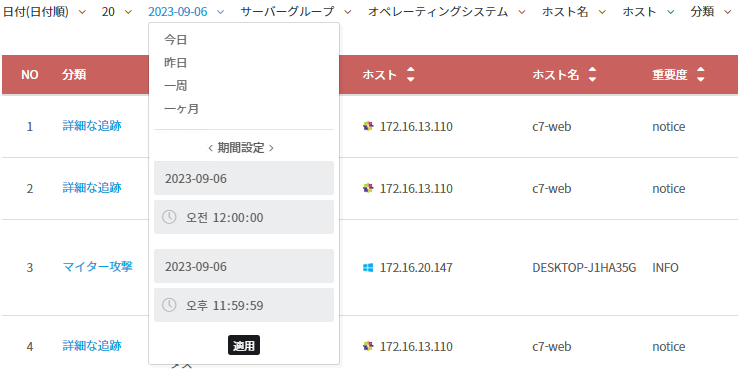 日付(日付順) 20 2023-09-06 サーバーグループ オペレーティングシステム ホスト名 ホスト 分類
今日
昨日
一周
一ヶ月
< 期間設定 >
2023-09-06
오전 12:00:00
2023-09-06
오후 11:59:59
適用
NO 分類 ホスト ホスト名 重要度
1 詳細な追跡 172.16.13.110 c7-web notice
2 詳細な追跡 172.16.13.110 c7-web notice
3 マイター攻撃 172.16.20.147 DESKTOP-J1HA35G INFO
4 詳細な追跡 172.16.13.110 c7-web notice